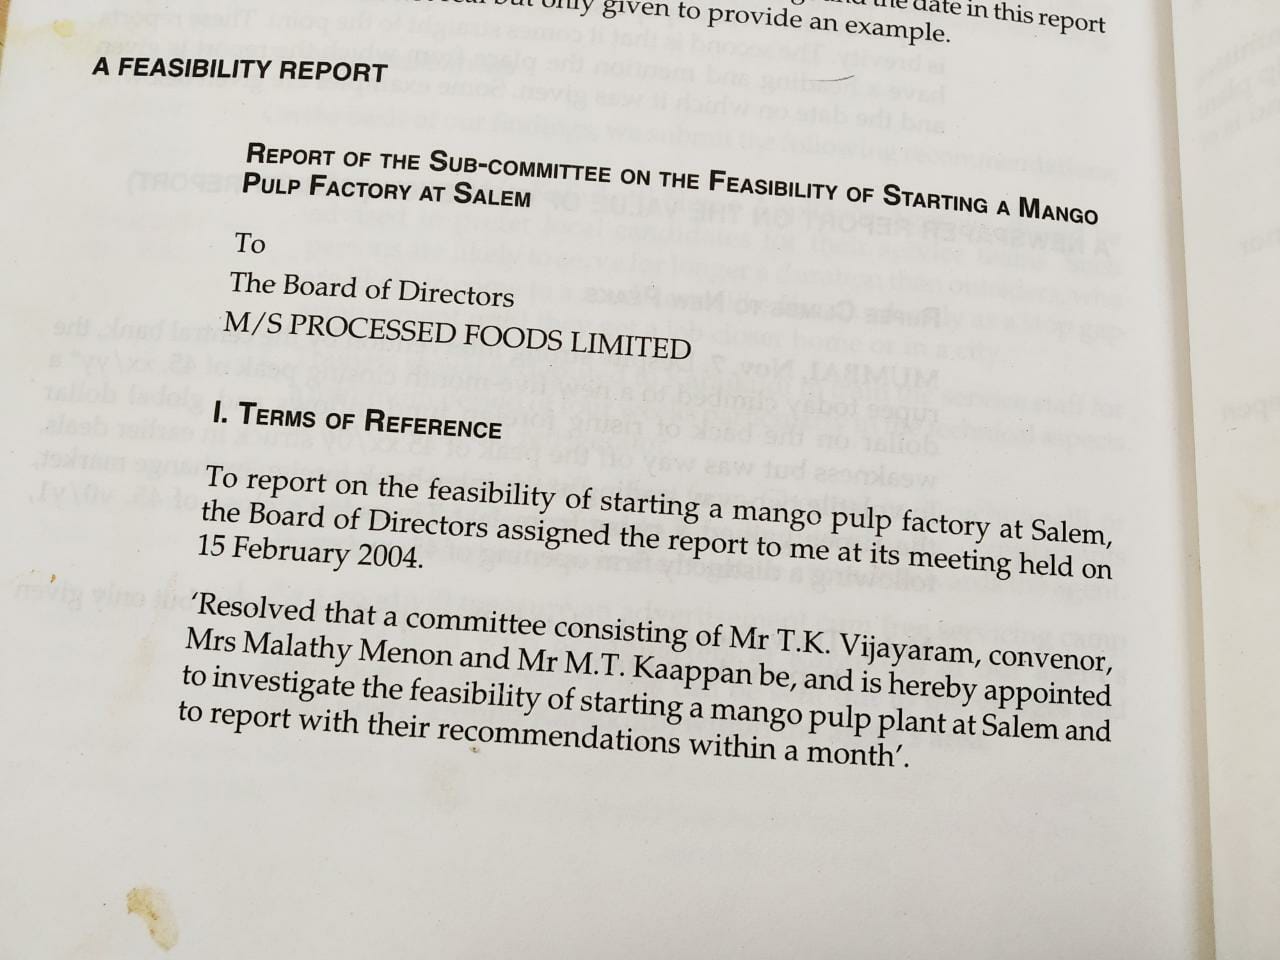 only given to provide an example.
the date in this report
A FEASIBILITY REPORT
REPORT OF THE SUB-COMMITTEE ON THE FEASIBILITY OF STARTING A MANGO
PULP FACTORY AT SALEM
To
The Board of Directors
M/S PROCESSED FOODS LIMITED
I. TERMS OF REFERENCE
To report on the feasibility of starting a mango pulp factory at Salem,
the Board of Directors assigned the report to me at its meeting held on
15 February 2004.
'Resolved that a committee consisting of Mr T.K. Vijayaram, convenor,
Mrs Malathy Menon and Mr M.T. Kaappan be, and is hereby appointed
to investigate the feasibility of starting a mango pulp plant at Salem and
to report with their recommendations within a month'.